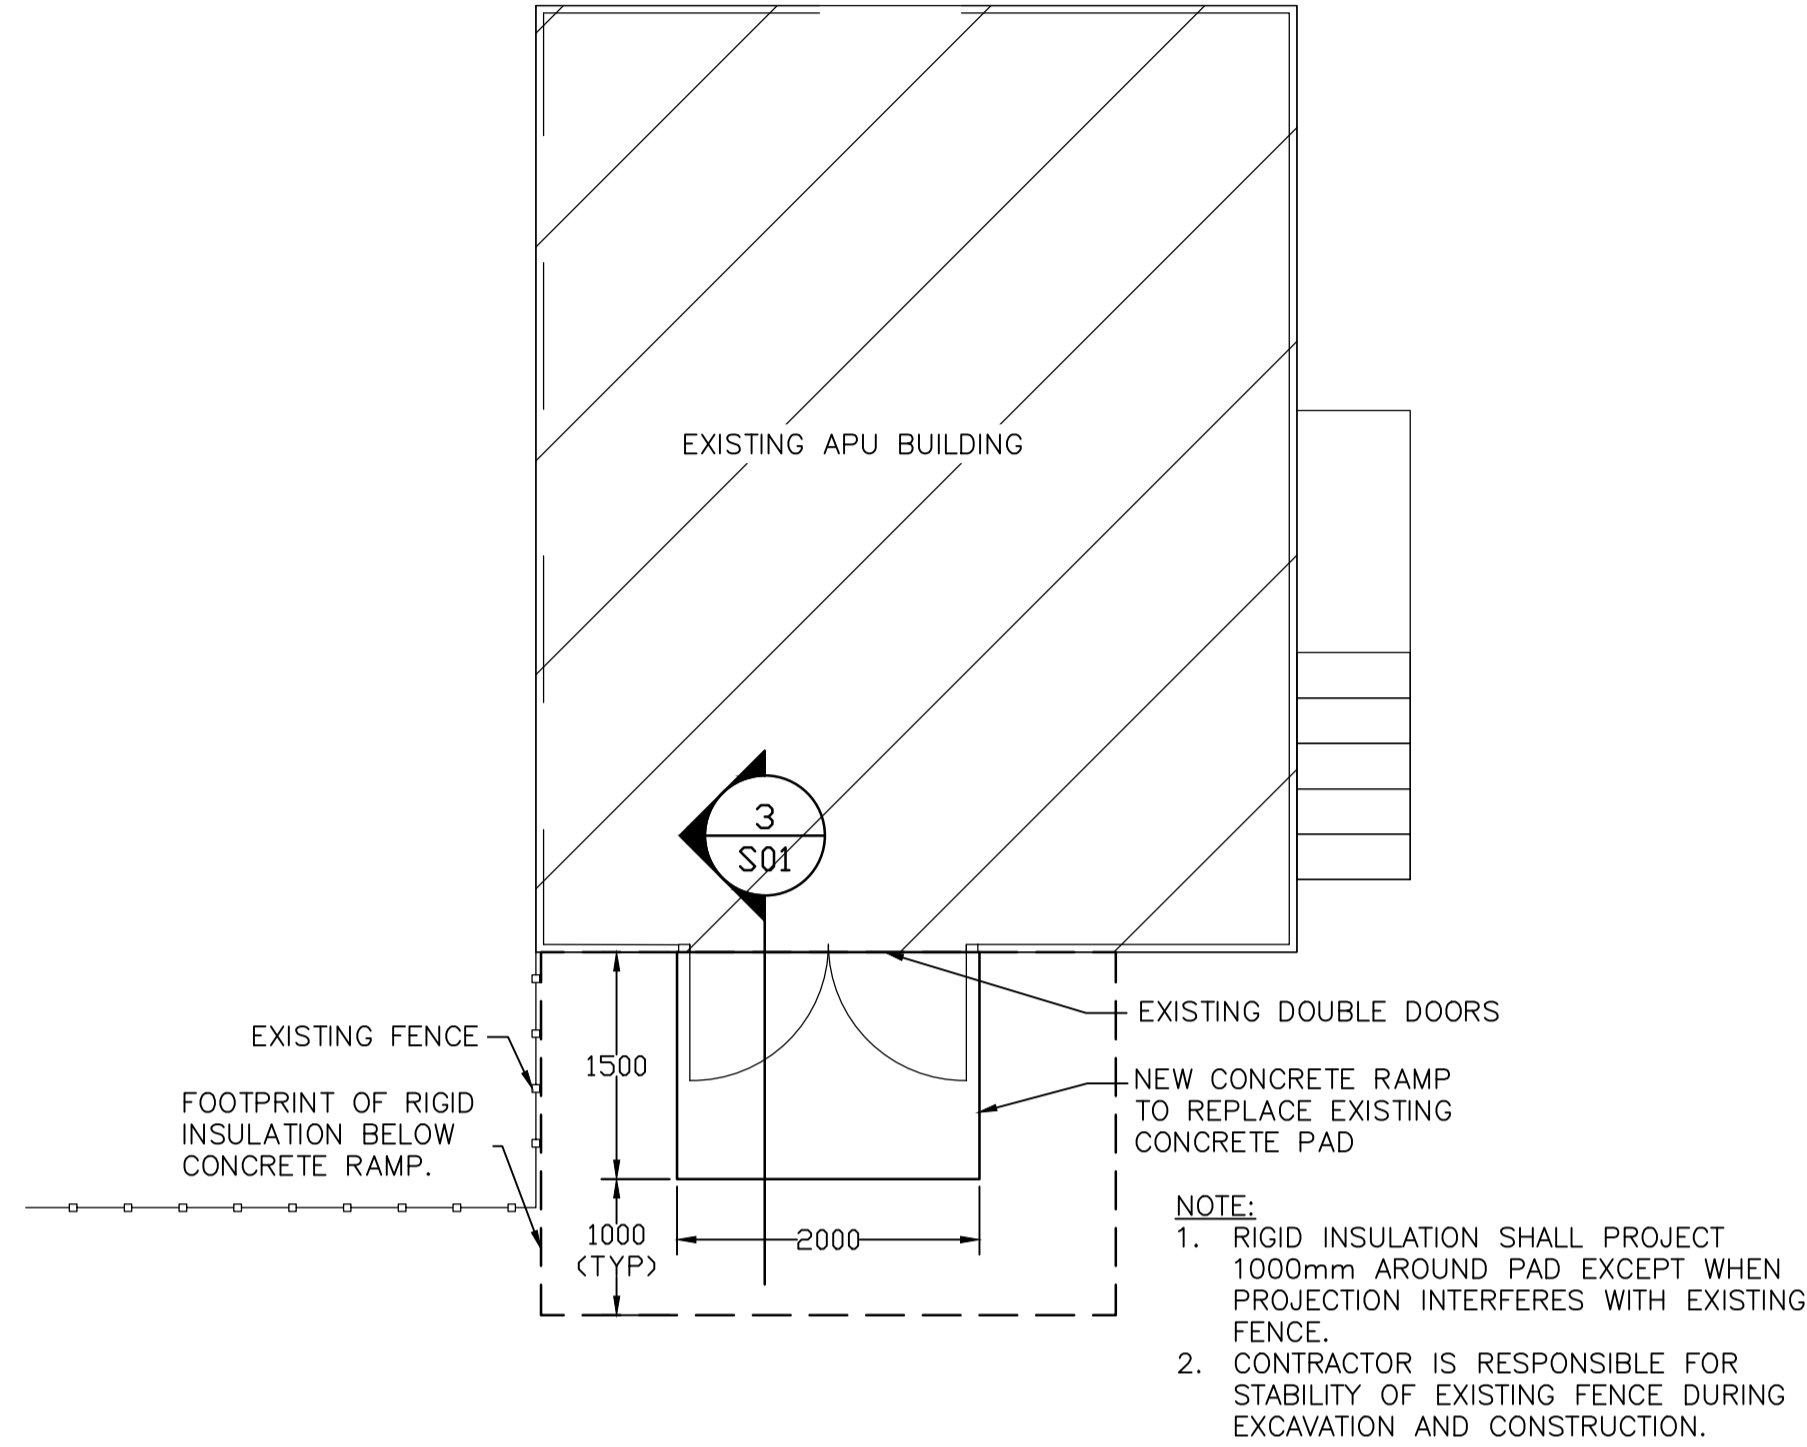 EXISTING APU BUILDING
3
S01
EXISTING DOUBLE DOORS
EXISTING FENCE
1500
NEW CONCRETE RAMP
TO REPLACE EXISTING
CONCRETE PAD
FOOTPRINT OF RIGID
INSULATION BELOW
CONCRETE RAMP.
1000
(TYP)
2000
NOTE:
1. RIGID INSULATION SHALL PROJECT
1000mm AROUND PAD EXCEPT WHEN
PROJECTION INTERFERES WITH EXISTING
FENCE.
2. CONTRACTOR IS RESPONSIBLE FOR
STABILITY OF EXISTING FENCE DURING
EXCAVATION AND CONSTRUCTION.